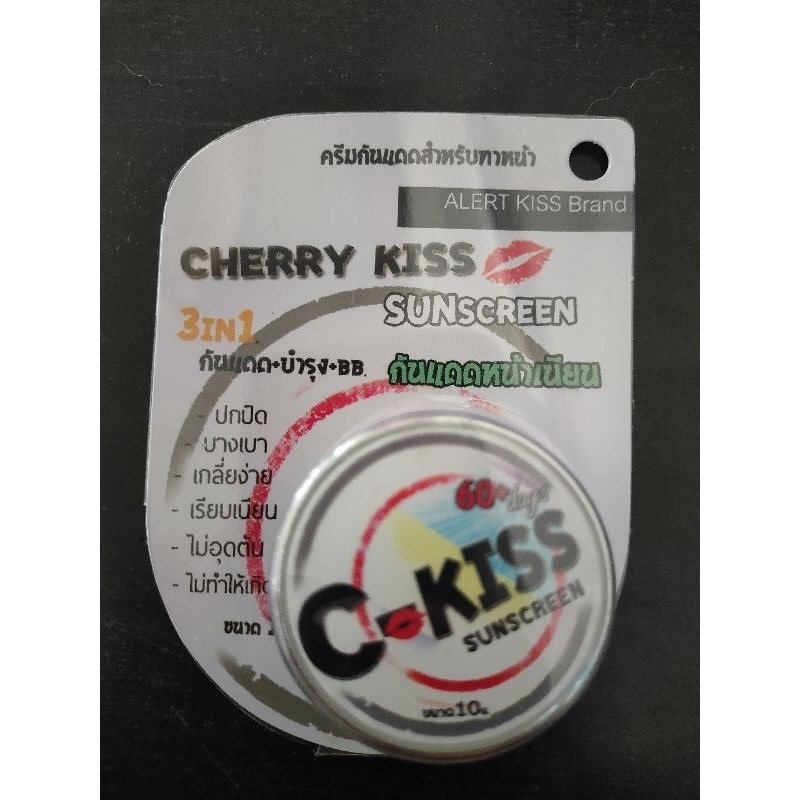 ครีมกันแดดสำหรับทาหน้า
ALERT KISS Brand
CHERRY KISS
SUNSCREEN
3IN1.
กันแดด+บำรุง+BB.
กันแดดหน้าเนียน
- ปกปิด
- บางเบา
- เกลี่ยง่าย
- เรียบเนียน
- ไม่อุดตัน
- ไม่ทำให้เกิด
ขนาด
60+
C-KISS
SUNSCREEN
ขนาด10g.